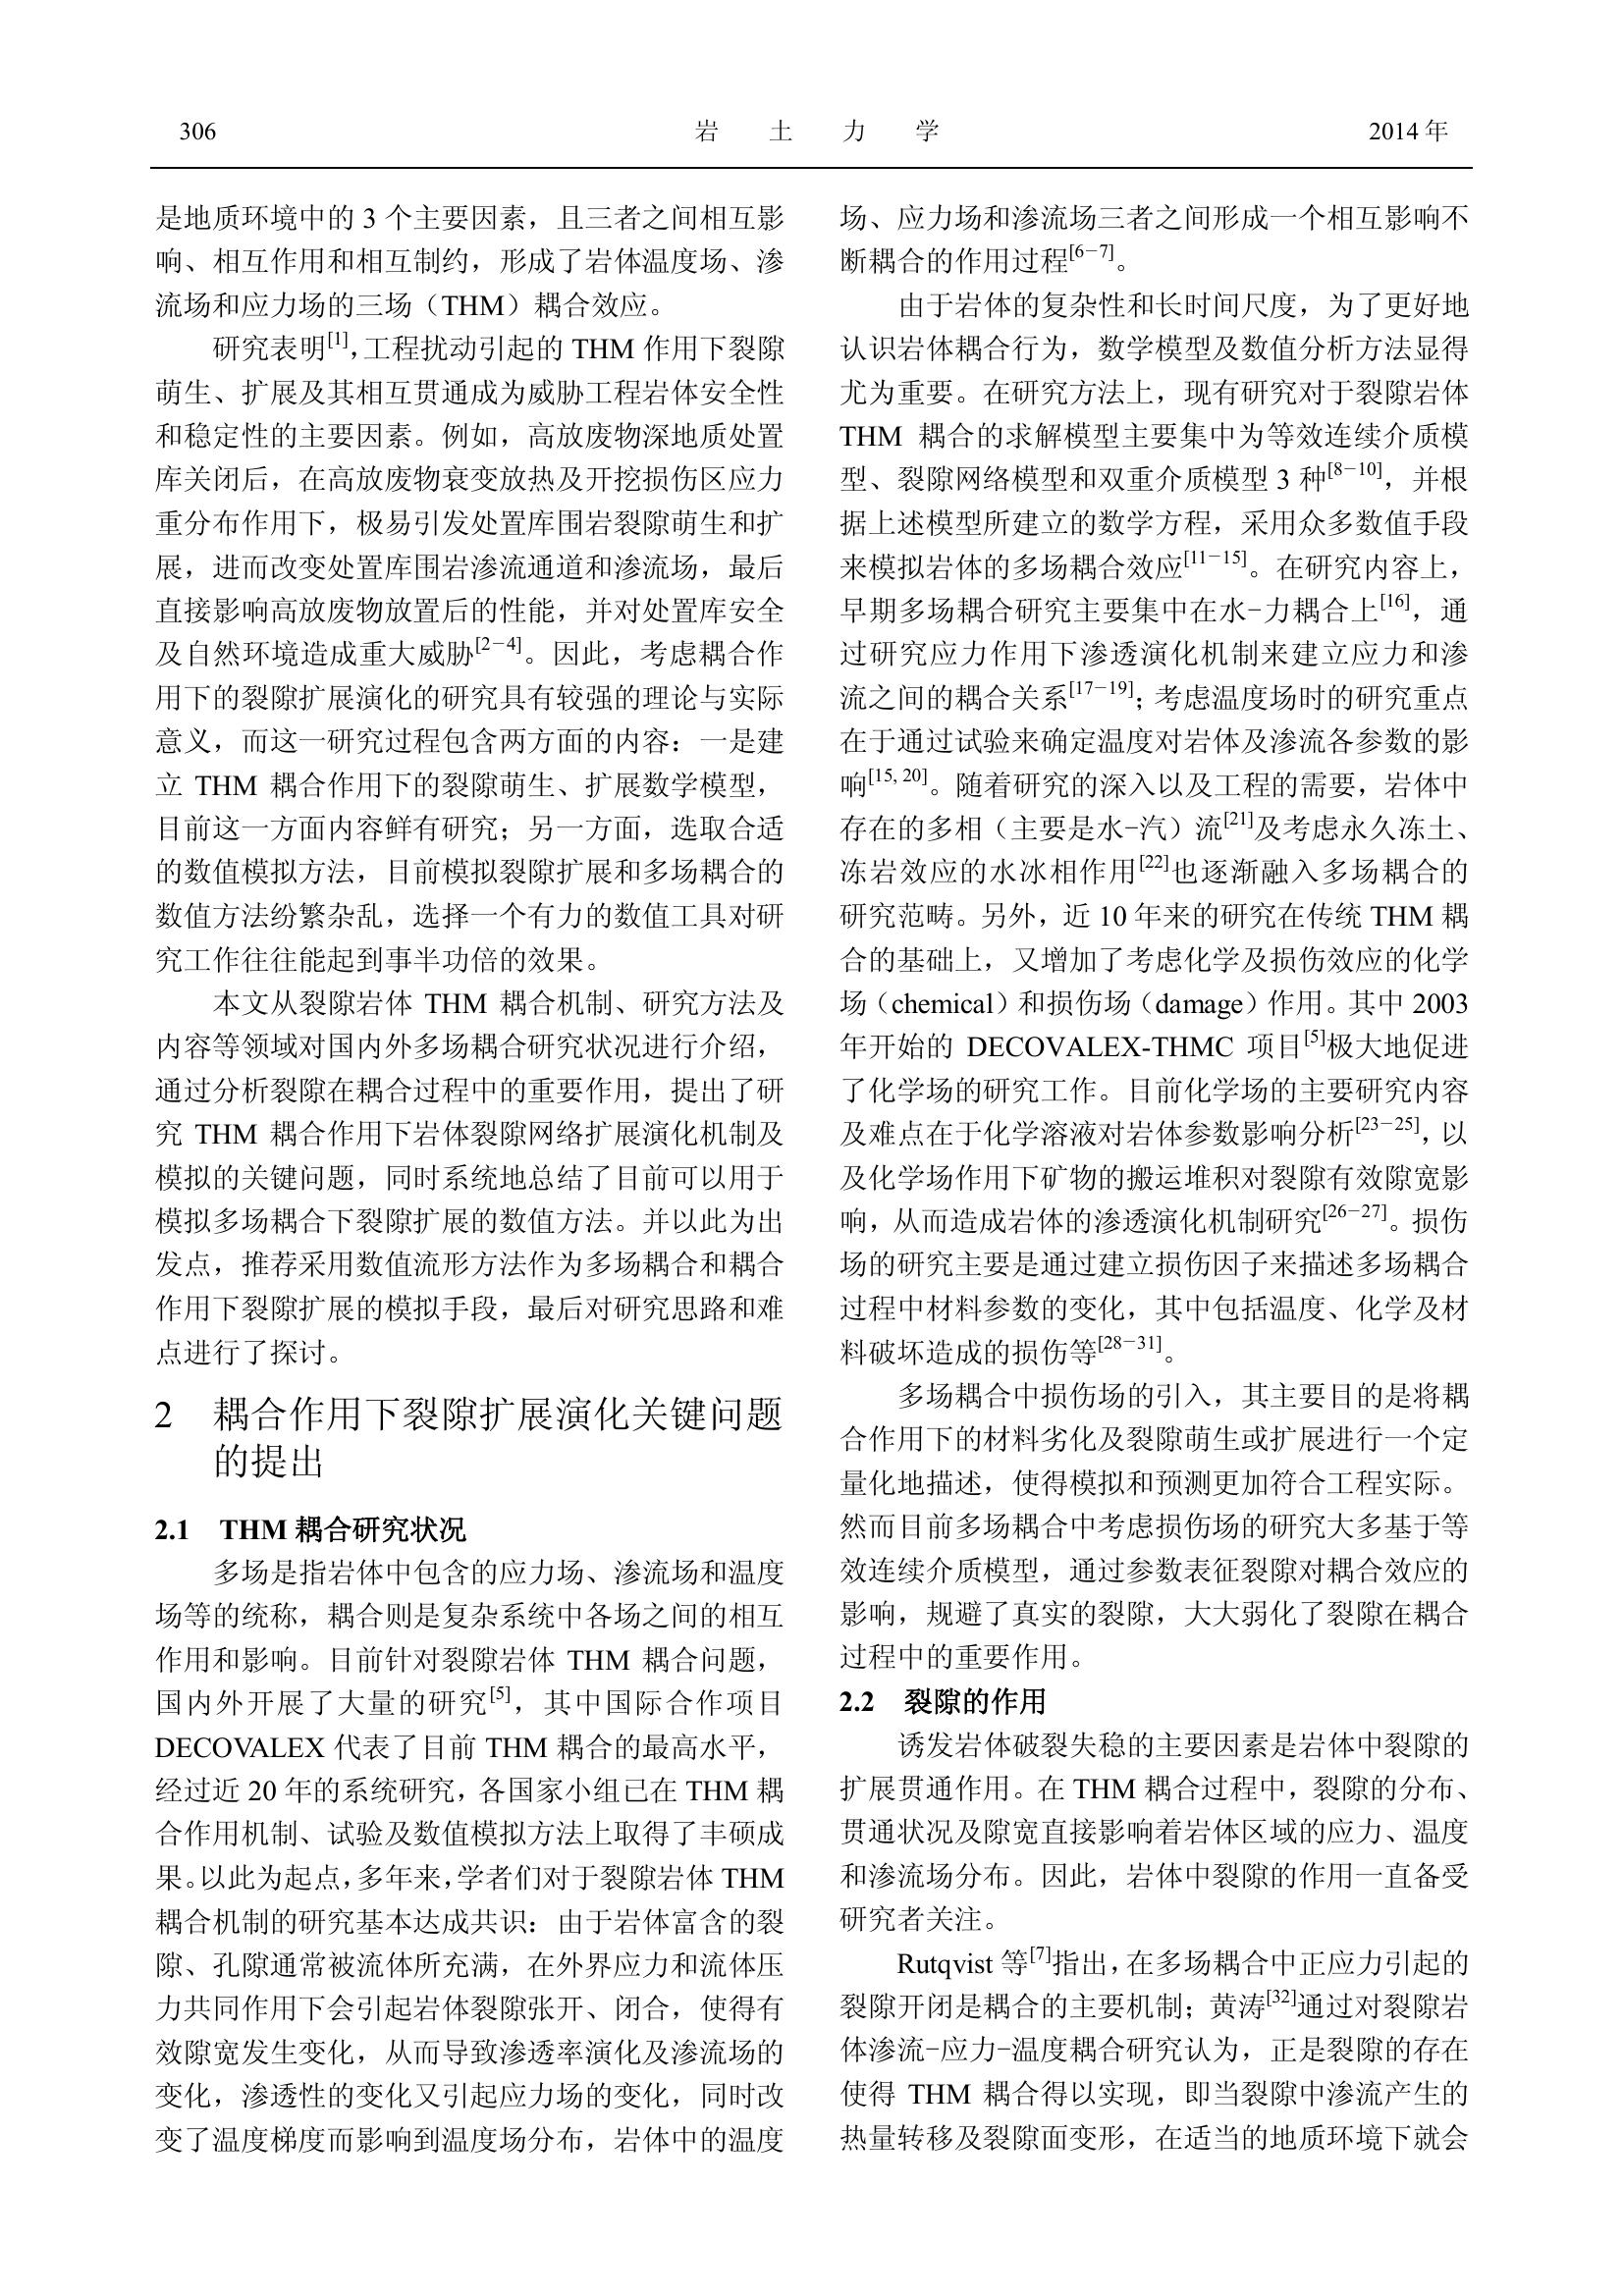 306
岩 土 力 学
2014 年
是地质环境中的 3 个主要因素，且三者之间相互影
响、相互作用和相互制约，形成了岩体温度场、渗
流场和应力场的三场（THM）耦合效应。
研究表明[1]，工程扰动引起的 THM 作用下裂隙
萌生、扩展及其相互贯通成为威胁工程岩体安全性
和稳定性的主要因素。例如，高放废物深地质处置
库关闭后，在高放废物衰变放热及开挖损伤区应力
重分布作用下，极易引发处置库围岩裂隙萌生和扩
展，进而改变处置库围岩渗流通道和渗流场，最后
直接影响高放废物放置后的性能，并对处置库安全
及自然环境造成重大威胁[2-4]。因此，考虑耦合作
用下的裂隙扩展演化的研究具有较强的理论与实际
意义，而这一研究过程包含两方面的内容：一是建
立 THM 耦合作用下的裂隙萌生、扩展数学模型，
目前这一方面内容鲜有研究；另一方面，选取合适
的数值模拟方法，目前模拟裂隙扩展和多场耦合的
数值方法纷繁杂乱，选择一个有力的数值工具对研
究工作往往能起到事半功倍的效果。
本文从裂隙岩体 THM 耦合机制、研究方法及
内容等领域对国内外多场耦合研究状况进行介绍，
通过分析裂隙在耦合过程中的重要作用，提出了研
究 THM 耦合作用下岩体裂隙网络扩展演化机制及
模拟的关键问题，同时系统地总结了目前可以用于
模拟多场耦合下裂隙扩展的数值方法。并以此为出
发点，推荐采用数值流形方法作为多场耦合和耦合
作用下裂隙扩展的模拟手段，最后对研究思路和难
点进行了探讨。
2 耦合作用下裂隙扩展演化关键问题
的提出
2.1 THM 耦合研究状况
多场是指岩体中包含的应力场、渗流场和温度
场等的统称，耦合则是复杂系统中各场之间的相互
作用和影响。目前针对裂隙岩体 THM 耦合问题，
国内外开展了大量的研究[5]，其中国际合作项目
DECOVALEX 代表了目前 THM 耦合的最高水平，
经过近 20 年的系统研究，各国家小组已在 THM 耦
合作用机制、试验及数值模拟方法上取得了丰硕成
果。以此为起点，多年来，学者们对于裂隙岩体 THM
耦合机制的研究基本达成共识：由于岩体富含的裂
隙、孔隙通常被流体所充满，在外界应力和流体压
力共同作用下会引起岩体裂隙张开、闭合，使得有
效隙宽发生变化，从而导致渗透率演化及渗流场的
变化，渗透性的变化又引起应力场的变化，同时改
变了温度梯度而影响到温度场分布，岩体中的温度
场、应力场和渗流场三者之间形成一个相互影响不
断耦合的作用过程[6-7]。
由于岩体的复杂性和长时间尺度，为了更好地
认识岩体耦合行为，数学模型及数值分析方法显得
尤为重要。在研究方法上，现有研究对于裂隙岩体
THM 耦合的求解模型主要集中为等效连续介质模
型、裂隙网络模型和双重介质模型 3 种[8-10]，并根
据上述模型所建立的数学方程，采用众多数值手段
来模拟岩体的多场耦合效应[11-15]。在研究内容上，
早期多场耦合研究主要集中在水-力耦合上[16]，通
过研究应力作用下渗透演化机制来建立应力和渗
流之间的耦合关系[17-19]；考虑温度场时的研究重点
在于通过试验来确定温度对岩体及渗流各参数的影
响[15, 20]。随着研究的深入以及工程的需要，岩体中
存在的多相（主要是水-汽）流[21]及考虑永久冻土、
冻岩效应的水冰相作用[22]也逐渐融入多场耦合的
研究范畴。另外，近 10 年来的研究在传统 THM 耦
合的基础上，又增加了考虑化学及损伤效应的化学
场（chemical）和损伤场（damage）作用。其中 2003
年开始的 DECOVALEX-THMC 项目[5]极大地促进
了化学场的研究工作。目前化学场的主要研究内容
及难点在于化学溶液对岩体参数影响分析[23-25]，以
及化学场作用下矿物的搬运堆积对裂隙有效隙宽影
响，从而造成岩体的渗透演化机制研究[26-27]。损伤
场的研究主要是通过建立损伤因子来描述多场耦合
过程中材料参数的变化，其中包括温度、化学及材
料破坏造成的损伤等[28-31]。
多场耦合中损伤场的引入，其主要目的是将耦
合作用下的材料劣化及裂隙萌生或扩展进行一个定
量化地描述，使得模拟和预测更加符合工程实际。
然而目前多场耦合中考虑损伤场的研究大多基于等
效连续介质模型，通过参数表征裂隙对耦合效应的
影响，规避了真实的裂隙，大大弱化了裂隙在耦合
过程中的重要作用。
2.2 裂隙的作用
诱发岩体破裂失稳的主要因素是岩体中裂隙的
扩展贯通作用。在 THM 耦合过程中，裂隙的分布、
贯通状况及隙宽直接影响着岩体区域的应力、温度
和渗流场分布。因此，岩体中裂隙的作用一直备受
研究者关注。
Rutqvist 等[7]指出，在多场耦合中正应力引起的
裂隙开闭是耦合的主要机制；黄涛[32]通过对裂隙岩
体渗流-应力-温度耦合研究认为，正是裂隙的存在
使得 THM 耦合得以实现，即当裂隙中渗流产生的
热量转移及裂隙面变形，在适当的地质环境下就会